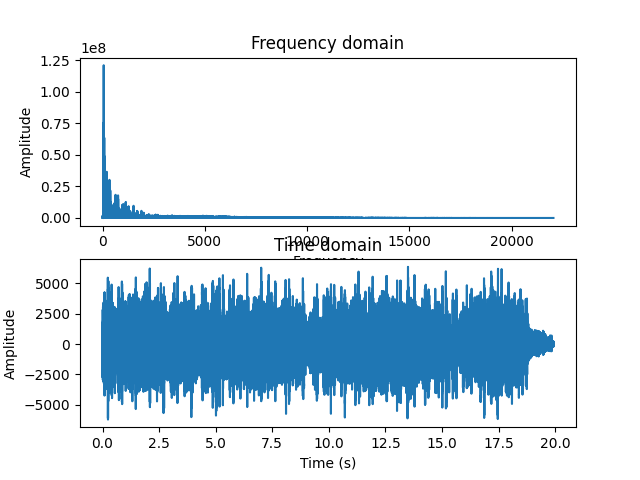 Frequency domain
1e8
Amplitude
1.25
1.00
0.75
0.50
0.25
0.00
0 5000 10000 15000 20000
Frequency
Time domain
Amplitude
5000
2500
0
−2500
−5000
0.0 2.5 5.0 7.5 10.0 12.5 15.0 17.5 20.0
Time (s)